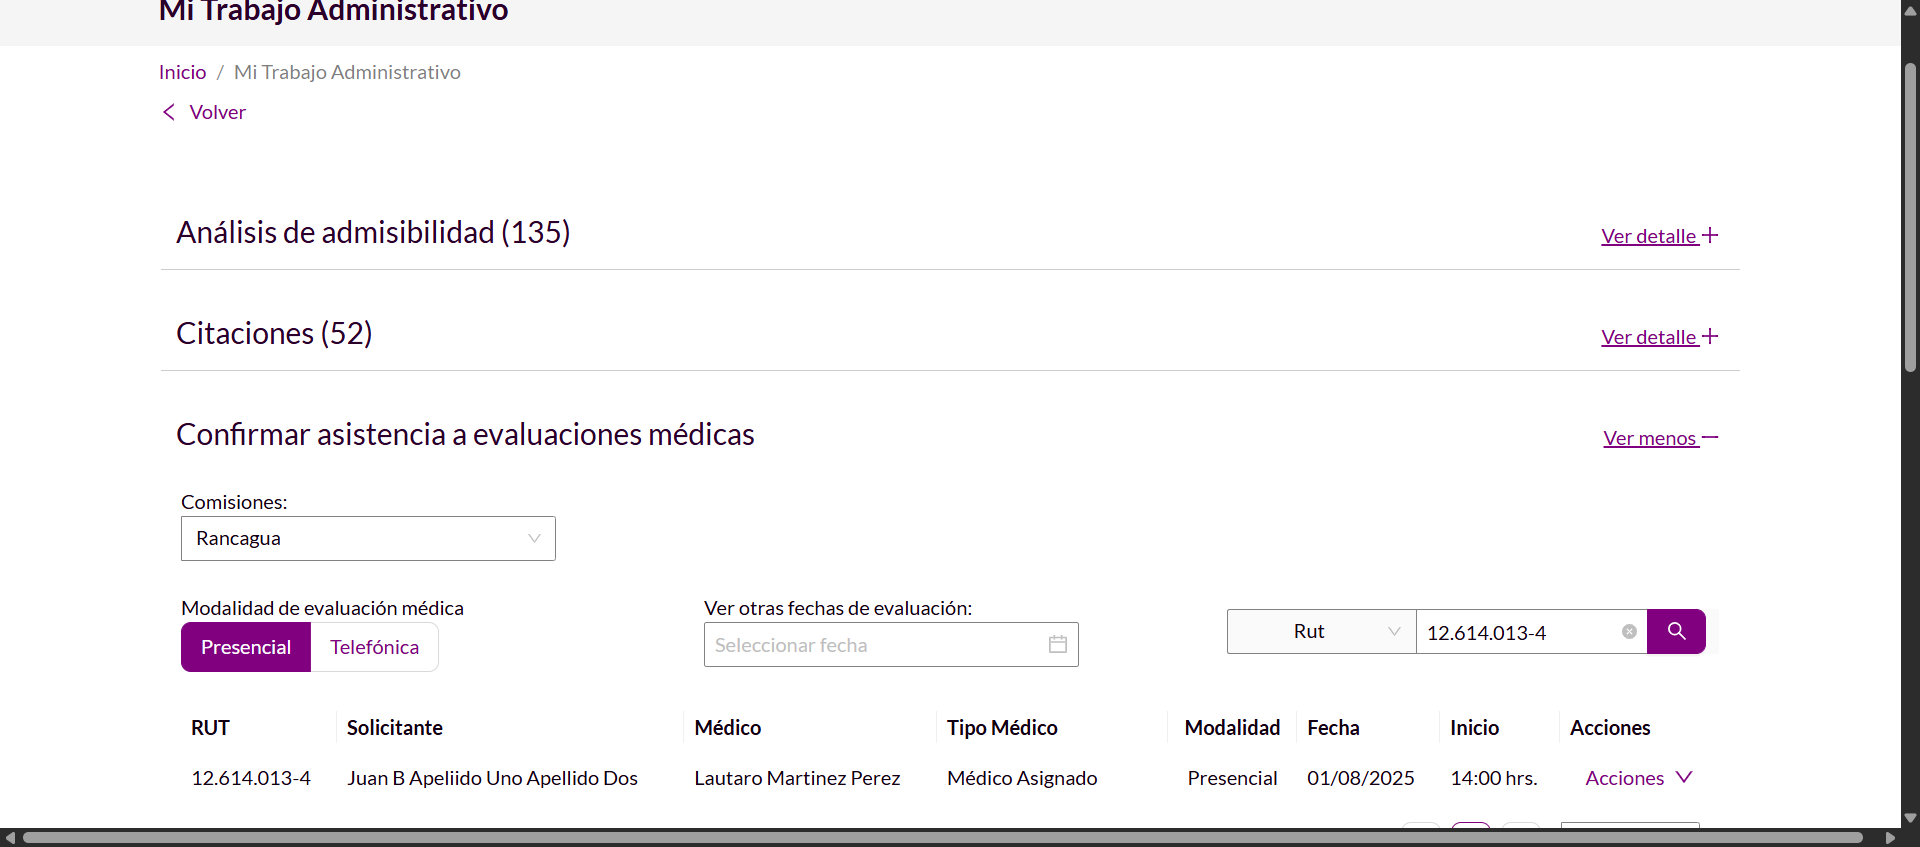 Mi Trabajo Administrativo
Inicio / Mi Trabajo Administrativo
Volver
Análisis de admisibilidad (135)
Ver detalle
Citaciones (52)
Ver detalle
Confirmar asistencia a evaluaciones médicas
Ver menos
Comisiones:
Rancagua
Modalidad de evaluación médica
Presencial Telefónica
Ver otras fechas de evaluación:
Seleccionar fecha
Rut 12.614.013-4
RUT Solicitante Médico Tipo Médico Modalidad Fecha Inicio Acciones
12.614.013-4 Juan B Apeliido Uno Apellido Dos Lautaro Martinez Perez Médico Asignado Presencial 01/08/2025 14:00 hrs. Acciones